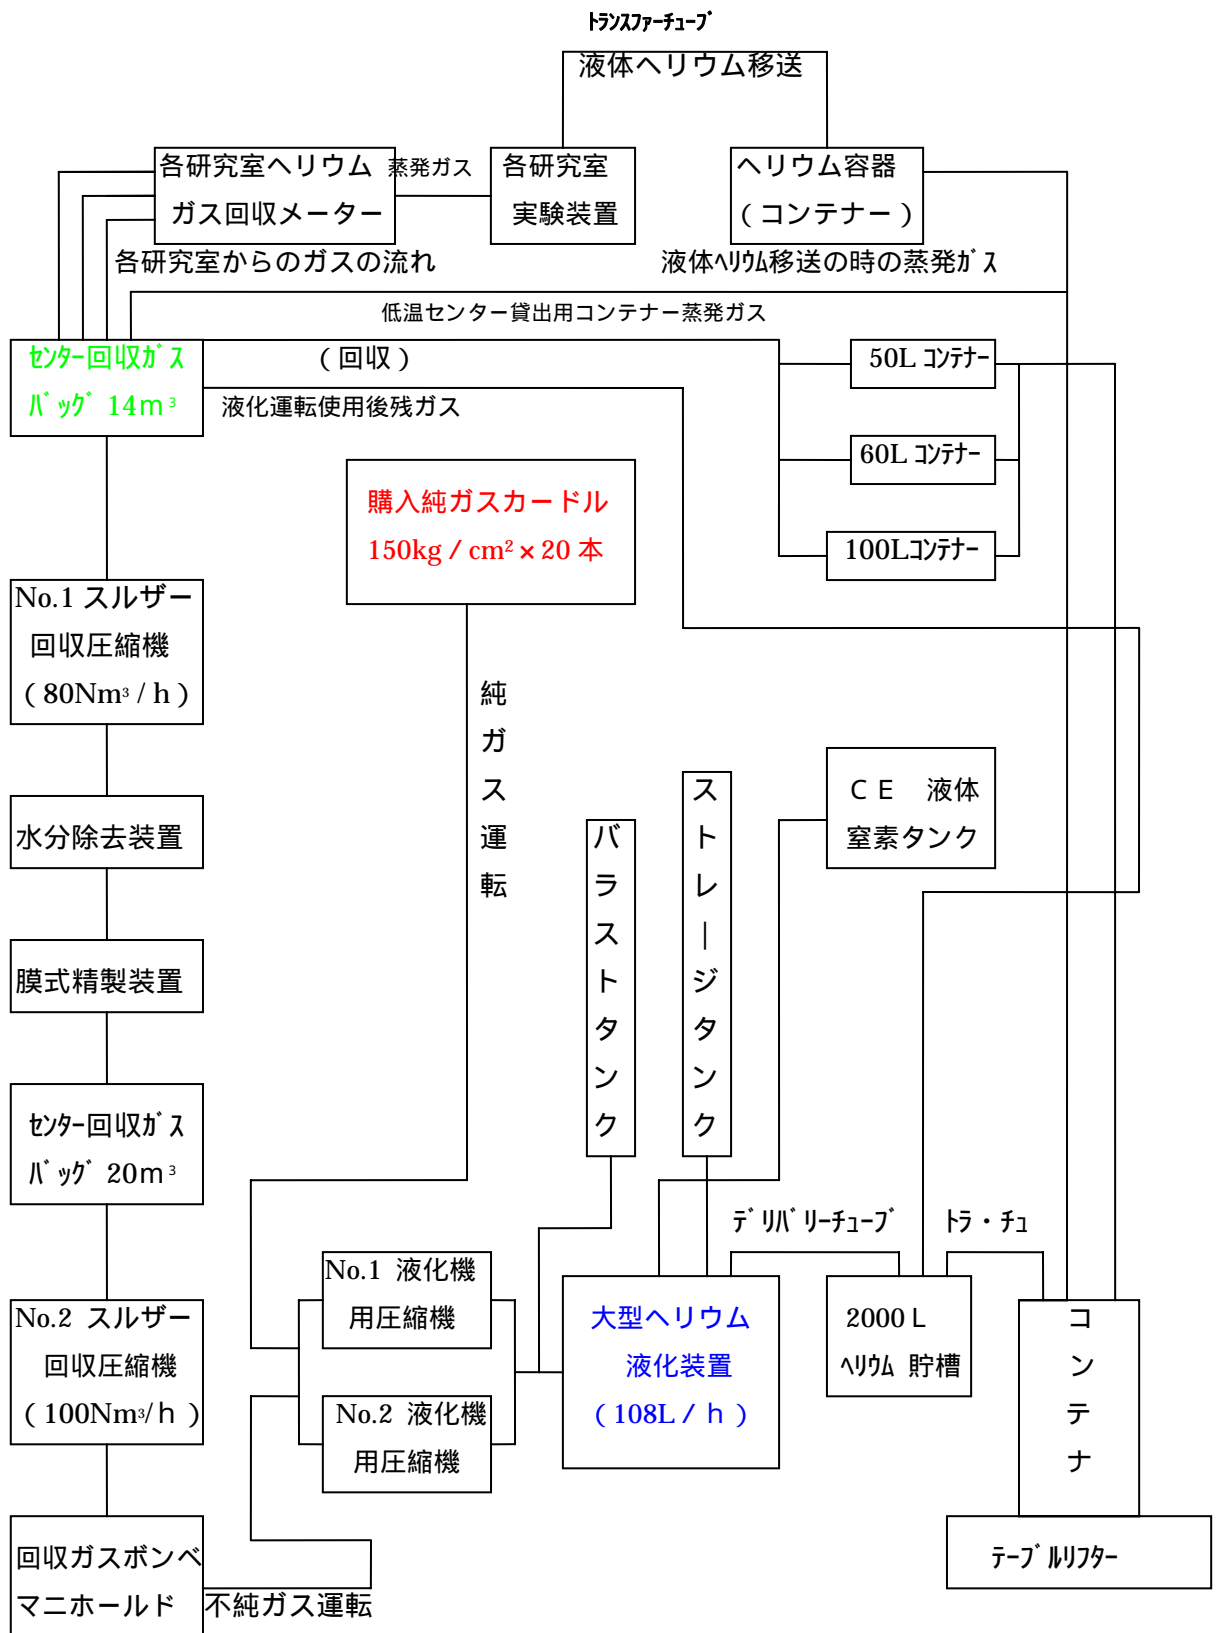 トランスファーチューブ
液体ヘリウム移送
各研究室ヘリウム
ガス回収メーター
蒸発ガス
各研究室
実験装置
ヘリウム容器
(コンテナー)
各研究室からのガスの流れ
液体ヘリウム移送の時の蒸発ガス
低温センター貸出用コンテナー蒸発ガス
センター回収ガス
バッグ 14m³
(回収)
液化運転使用後残ガス
50L コンテナー
60L コンテナー
100Lコンテナー
購入純ガスカードル
150kg/cm²×20 本
No.1 スルザー
回収圧縮機
(80Nm³/h)
純ガス運転
水分除去装置
膜式精製装置
バラストタンク
ストレージタンク
CE 液体
窒素タンク
センター回収ガス
バッグ 20m³
デリバリーチューブ
トラ・チュ
No.1 液化機
用圧縮機
No.2 液化機
用圧縮機
大型ヘリウム
液化装置
(108L/h)
2000L
ヘリウム 貯槽
コンテナ
No.2 スルザー
回収圧縮機
(100Nm³/h)
回収ガスボンベ
マニホールド
不純ガス運転
テーブルリフター